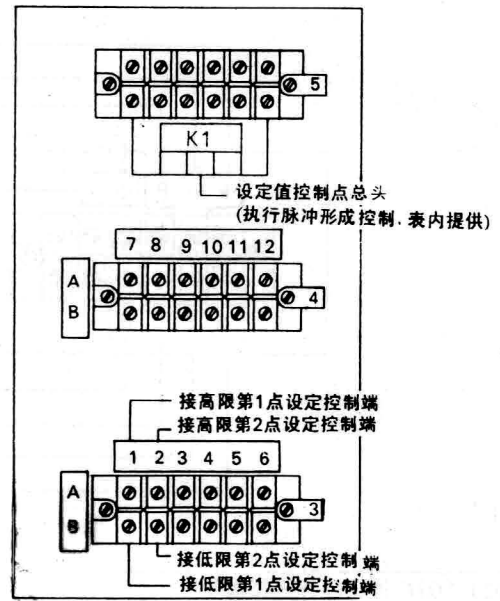 5
K1
设定值控制点总头
(执行脉冲形成控制、表内提供)
7 8 9 10 11 12
A
B
4
接高限第1点设定控制端
接高限第2点设定控制端
1 2 3 4 5 6
A
B
3
接低限第2点设定控制端
接低限第1点设定控制端